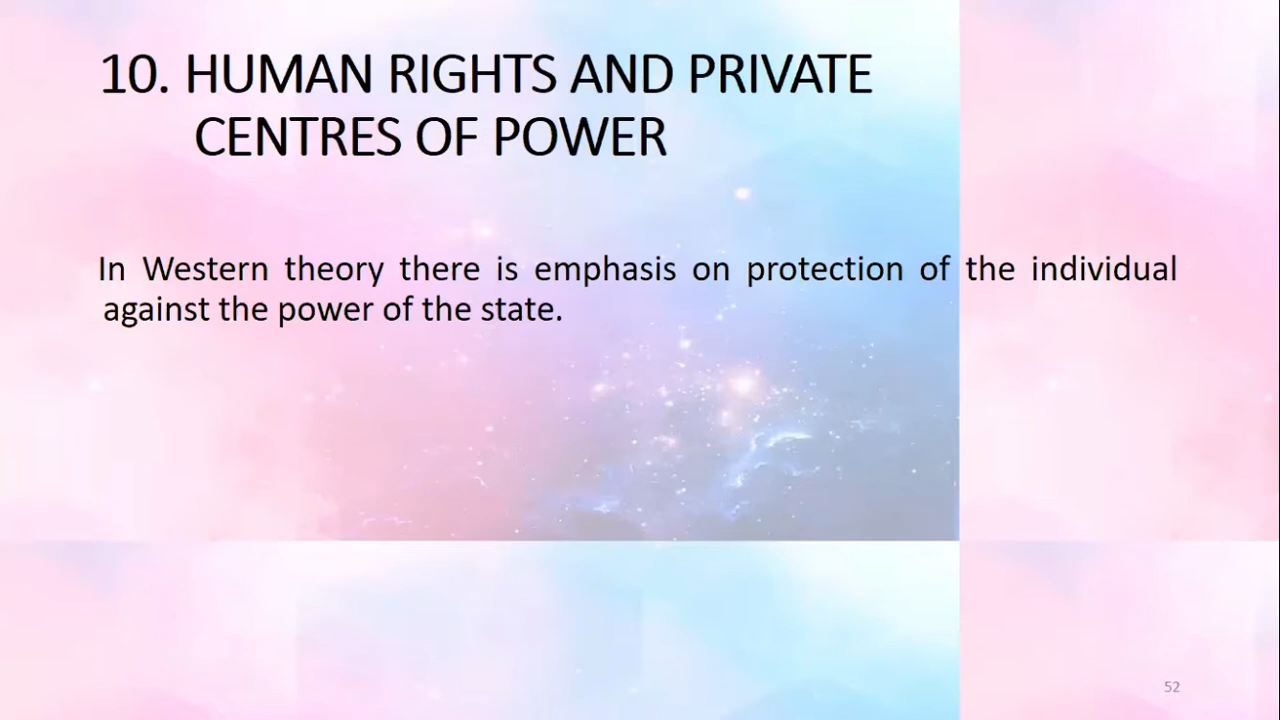 10. HUMAN RIGHTS AND PRIVATE
CENTRES OF POWER
In Western theory there is emphasis on protection of the individual
against the power of the state.
52